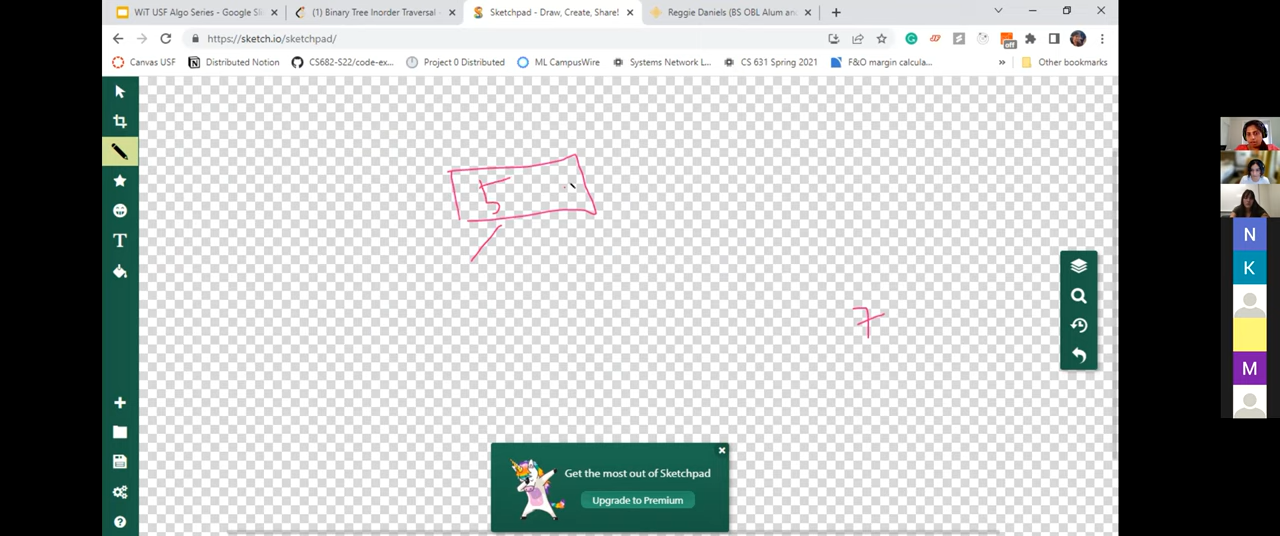 WiT USF Algo Series - Google Sli
(1) Binary Tree Inorder Traversal -
Sketchpad - Draw, Create, Share!
Reggie Daniels (BS OBL Alum and
https://sketch.io/sketchpad/
off
Canvas USF
Distributed Notion
CS682-S22/code-ex...
Project 0 Distributed
ML CampusWire
Systems Network L...
CS 631 Spring 2021
F&O margin calcula...
»
Other bookmarks
5
N
K
7
M
T
Get the most out of Sketchpad
Upgrade to Premium